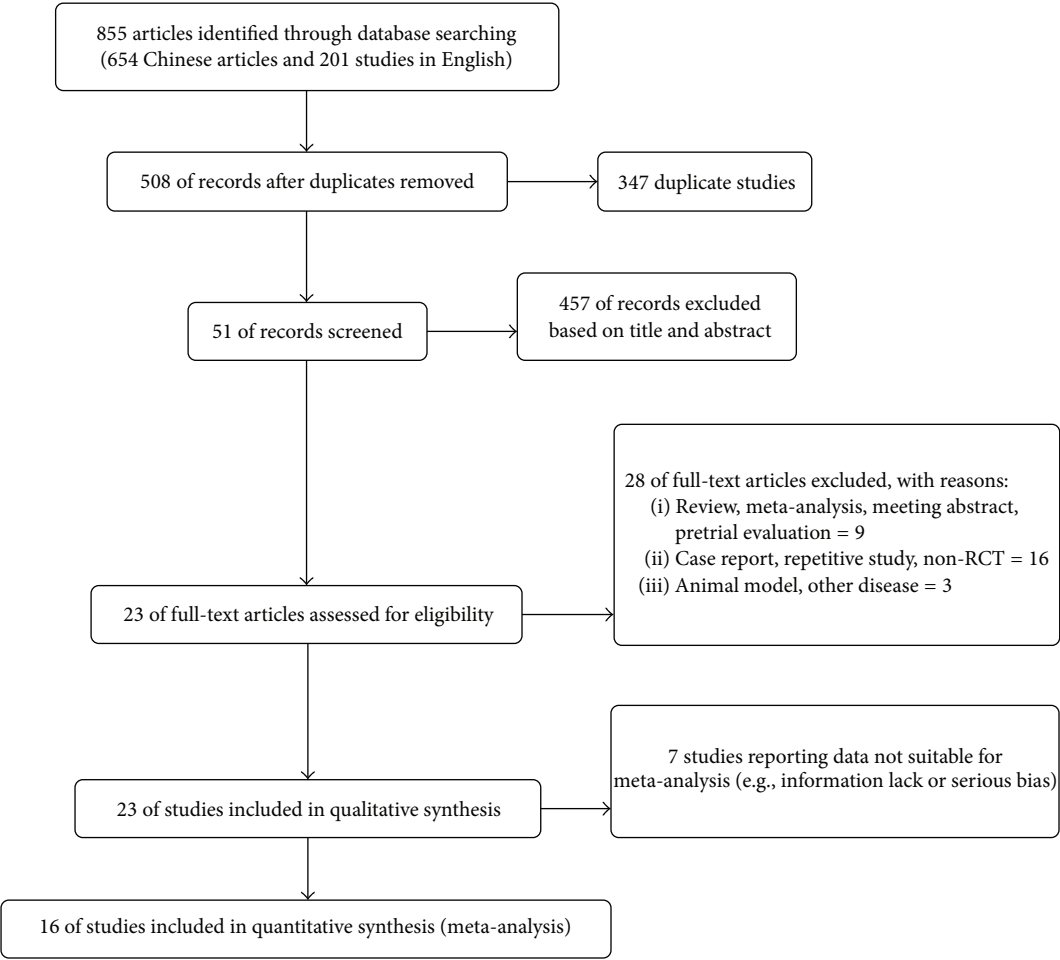 855 articles identified through database searching
(654 Chinese articles and 201 studies in English)
508 of records after duplicates removed
347 duplicate studies
51 of records screened
457 of records excluded
based on title and abstract
28 of full-text articles excluded, with reasons:
(i) Review, meta-analysis, meeting abstract,
pretrial evaluation = 9
(ii) Case report, repetitive study, non-RCT = 16
(iii) Animal model, other disease = 3
23 of full-text articles assessed for eligibility
7 studies reporting data not suitable for
meta-analysis (e.g., information lack or serious bias)
23 of studies included in qualitative synthesis
16 of studies included in quantitative synthesis (meta-analysis)